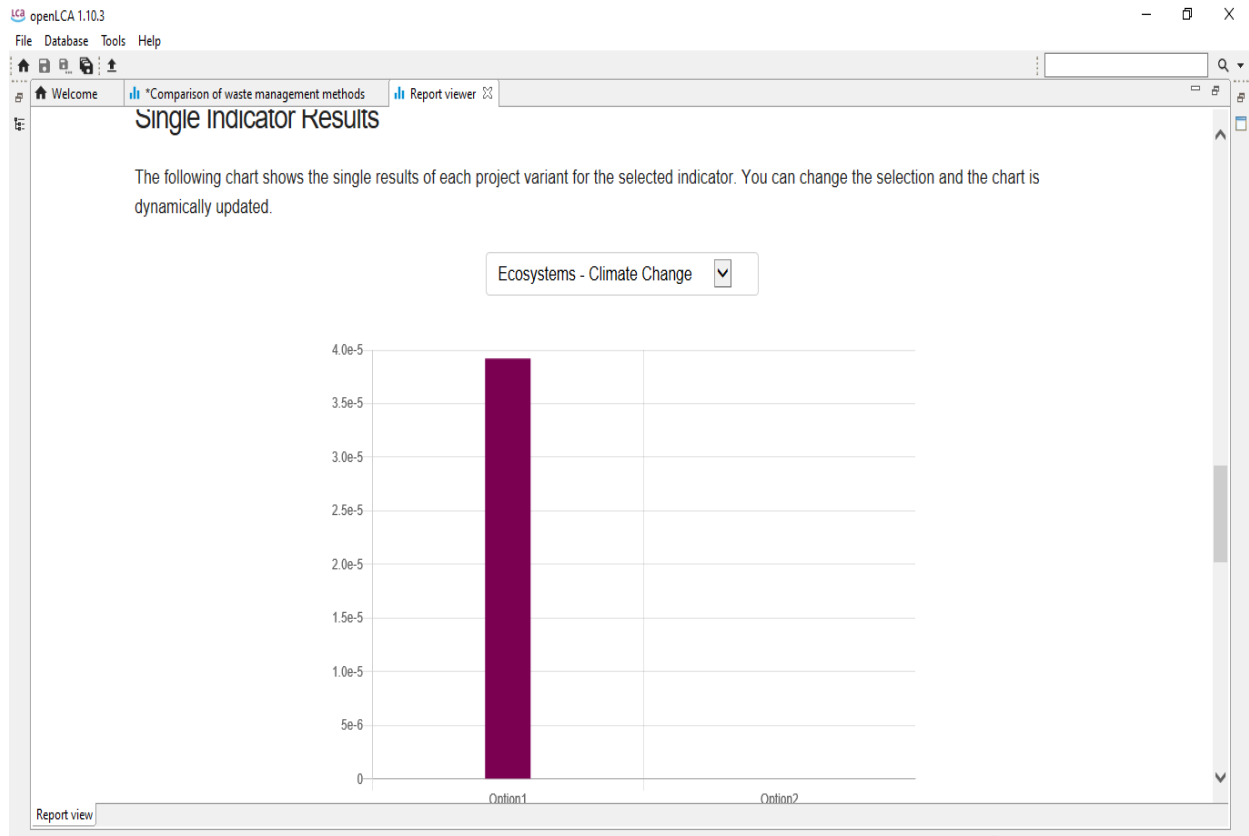 LCA openLCA 1.10.3
File Database Tools Help
Welcome *Comparison of waste management methods Report viewer
Single Indicator Results
The following chart shows the single results of each project variant for the selected indicator. You can change the selection and the chart is
dynamically updated.
Ecosystems - Climate Change
4.0e-5
3.5e-5
3.0e-5
2.5e-5
2.0e-5
1.5e-5
1.0e-5
5e-6
0
Option1 Option2
Report view